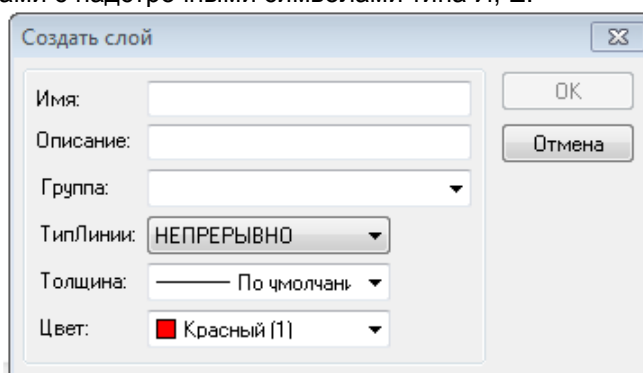 Создать слой
Имя:
OK
Описание:
Отмена
Группа:
ТипЛинии: НЕПРЕРЫВНО
Толщина: По умолчани
Цвет: Красный (1)